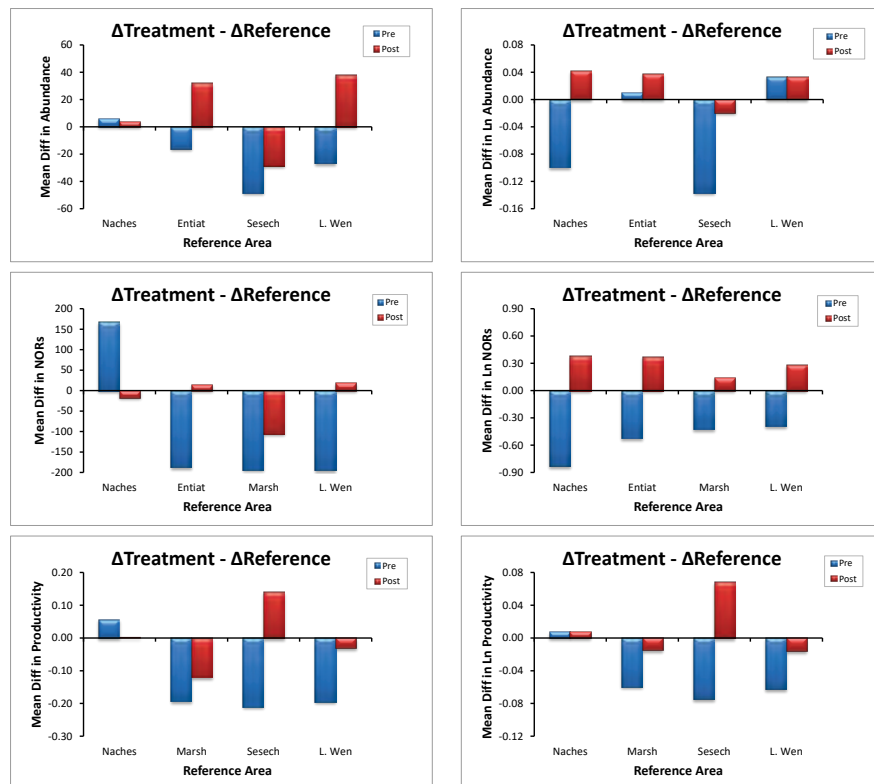 ΔTreatment - ΔReference
Pre
Post
Mean Diff in Abundance
60
40
20
0
-20
-40
-60
Naches Entiat Sesech L. Wen
Reference Area
ΔTreatment - ΔReference
Pre
Post
Mean Diff in Ln Abundance
0.08
0.04
0.00
-0.04
-0.08
-0.12
-0.16
Naches Entiat Sesech L. Wen
Reference Area
ΔTreatment - ΔReference
Pre
Post
Mean Diff in NORs
200
150
100
50
0
-50
-100
-150
-200
Naches Entiat Marsh L. Wen
Reference Area
ΔTreatment - ΔReference
Pre
Post
Mean Diff in Ln NORs
0.90
0.60
0.30
0.00
-0.30
-0.60
-0.90
Naches Entiat Marsh L. Wen
Reference Area
ΔTreatment - ΔReference
Pre
Post
Mean Diff in Productivity
0.20
0.10
0.00
-0.10
-0.20
-0.30
Naches Marsh Sesech L. Wen
Reference Area
ΔTreatment - ΔReference
Pre
Post
Mean Diff in Ln Productivity
0.08
0.04
0.00
-0.04
-0.08
-0.12
Naches Marsh Sesech L. Wen
Reference Area